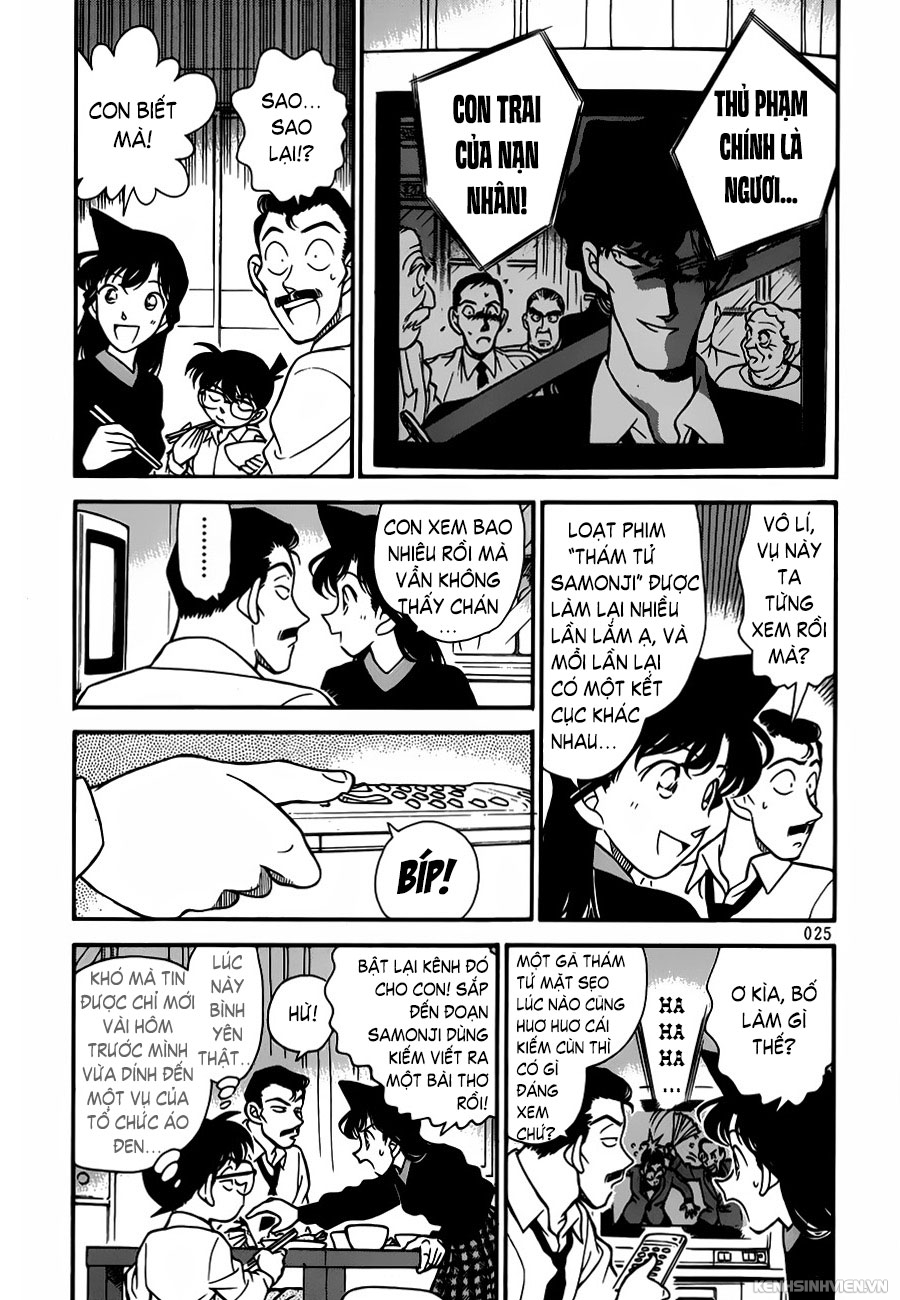 THỦ PHẠM
CHÍNH LÀ
NGƯƠI...
CON TRAI
CỦA NẠN
NHÂN!
SAO...
SAO
LẠI!?
CON BIẾT
MÀ!
VÔ LÍ,
VỤ NÀY
TA
TỪNG
XEM RỒI
MÀ?
LOẠT PHIM
"THÁM TỬ
SAMONJI" ĐƯỢC
LÀM LẠI NHIỀU
LẦN LẮM Ạ, VÀ
MỖI LẦN LẠI
CÓ MỘT KẾT
CỤC KHÁC
NHAU...
CON XEM BAO
NHIÊU RỒI MÀ
VẪN KHÔNG
THẤY CHÁN
...
........
BÍP!
025
Ơ KÌA, BỐ
LÀM GÌ
THẾ?
HA
HA
HA
...
MỘT GÃ THÁM
TỬ MẶT SẸO
LÚC NÀO CŨNG
HUƠ HUƠ CÁI
KIẾM CÙN THÌ
CÓ GÌ
ĐÁNG
XEM
CHỨ?
BẬT LẠI KÊNH ĐÓ
CHO CON! SẮP
ĐẾN ĐOẠN
SAMONJI DÙNG
KIẾM VIẾT RA
MỘT BÀI THƠ
RỒI!
HỪ!
LÚC
NÀY
BÌNH
YÊN
THẬT..
KHÓ MÀ TIN
ĐƯỢC CHỈ MỚI
VÀI HÔM
TRƯỚC MÌNH
VỪA DÍNH ĐẾN
MỘT VỤ CỦA
TỔ CHỨC ÁO
ĐEN...
KENHSINHVIEN.VN